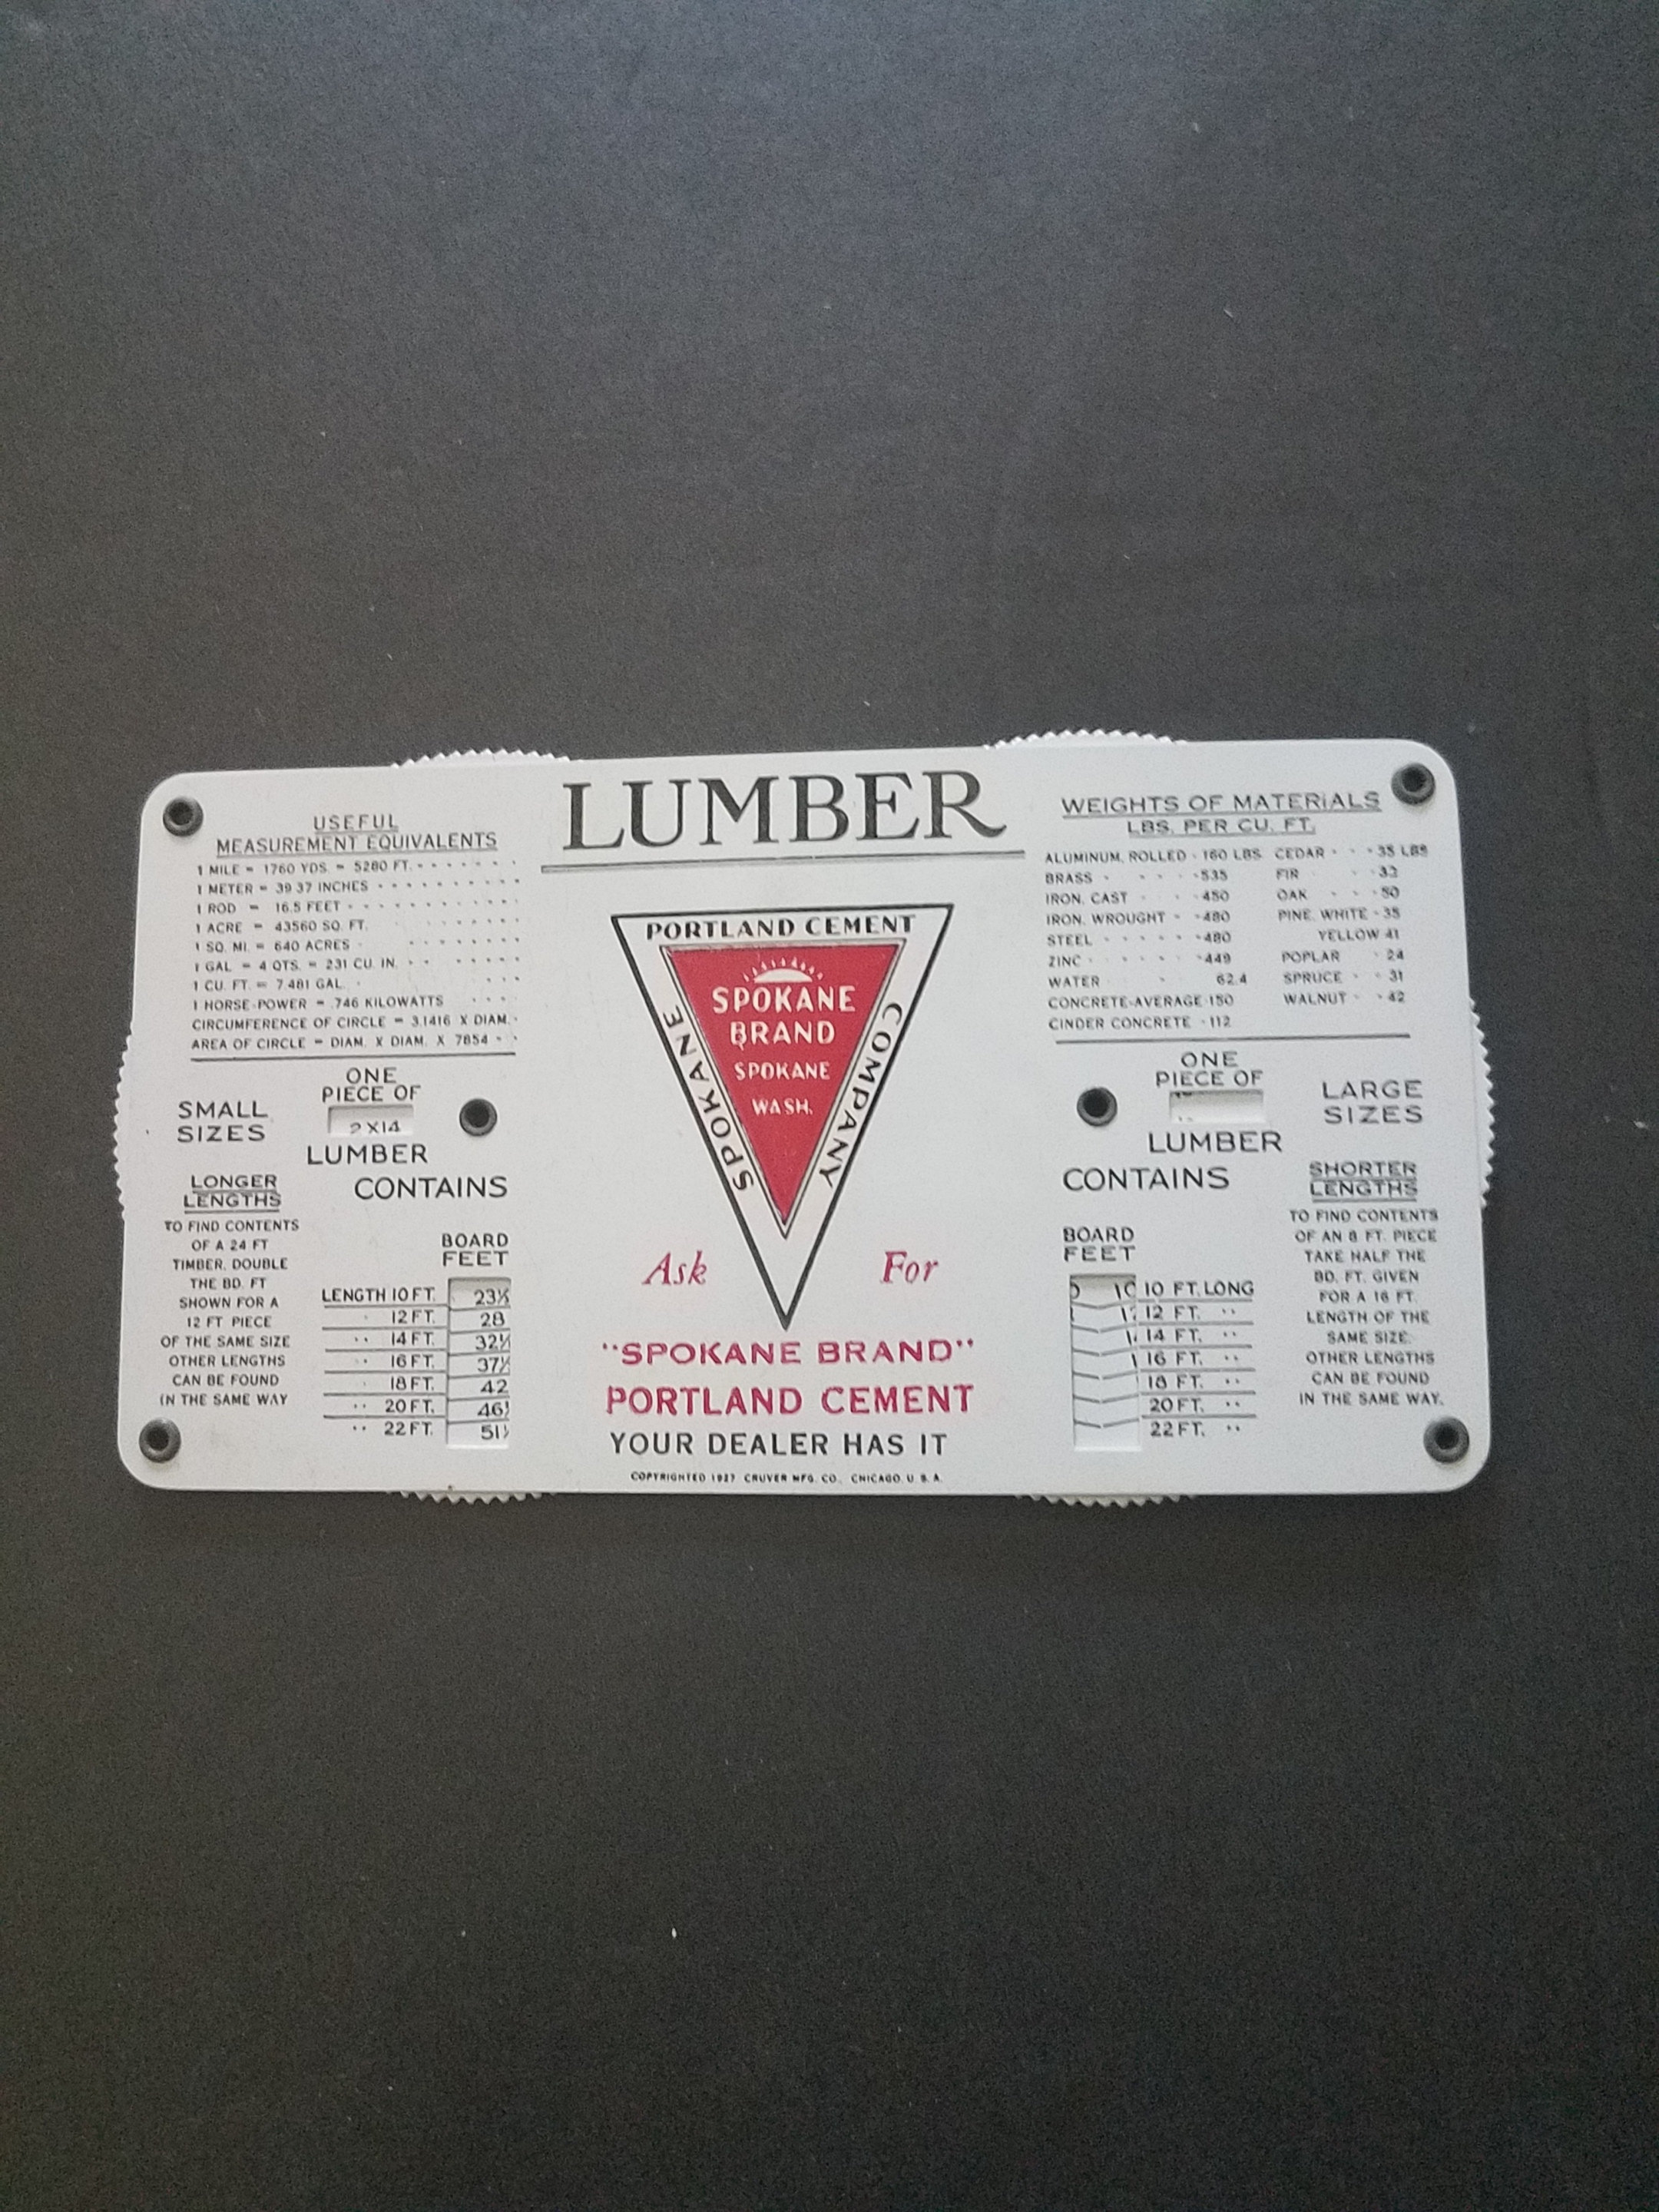 LUMBER
USEFUL
MEASUREMENT EQUIVALENTS
1 MILE = 1760 YDS. = 5280 FT.
1 METER = 39.37 INCHES
1 ROD = 16.5 FEET
1 ACRE = 43560 SQ. FT.
1 SQ. MI. = 640 ACRES
1 GAL = 4 QTS. = 231 CU. IN.
1 CU. FT. = 7.481 GAL.
1 HORSE-POWER = .746 KILOWATTS
CIRCUMFERENCE OF CIRCLE = 3.1416 X DIAM.
AREA OF CIRCLE = DIAM. X DIAM. X 7854
SMALL
SIZES
ONE
PIECE OF
2X14
LUMBER
CONTAINS
LONGER
LENGTHS
TO FIND CONTENTS
OF A 24 FT
TIMBER, DOUBLE
THE BD. FT
SHOWN FOR A
12 FT PIECE
OF THE SAME SIZE
OTHER LENGTHS
CAN BE FOUND
IN THE SAME WAY
BOARD
FEET
LENGTH 10 FT. 23⅓
12 FT. 28
·· 14 FT. 32
·· 16 FT. 37
·· 18 FT. 42
·· 20 FT. 46
·· 22 FT. 51
PORTLAND CEMENT
SPOKANE
COMPANY
SPOKANE
BRAND
SPOKANE
WASH.
Ask For
"SPOKANE BRAND"
PORTLAND CEMENT
YOUR DEALER HAS IT
COPYRIGHTED 1927 CRUVER MFG. CO. CHICAGO, U. S. A.
WEIGHTS OF MATERIALS
LBS. PER CU. FT.
ALUMINUM, ROLLED - 160 LBS. CEDAR - - - 35 LBS
BRASS - - - - 535 FIR - - 32
IRON, CAST - - - 450 OAK - - - 50
IRON, WROUGHT - - 480 PINE, WHITE - 35
STEEL - - - - - - 480 YELLOW 41
ZINC - - - - - - 449 POPLAR - 24
WATER - - 62.4 SPRUCE - - 31
CONCRETE-AVERAGE 150 WALNUT - - 42
CINDER CONCRETE - 112
ONE
PIECE OF
LARGE
SIZES
LUMBER
CONTAINS
BOARD
FEET
10 FT. LONG
12 FT. ··
14 FT. ··
16 FT. ··
18 FT. ··
20 FT. ··
22 FT. ··
SHORTER
LENGTHS
TO FIND CONTENTS
OF AN 8 FT. PIECE
TAKE HALF THE
BD. FT. GIVEN
FOR A 16 FT.
LENGTH OF THE
SAME SIZE.
OTHER LENGTHS
CAN BE FOUND
IN THE SAME WAY.